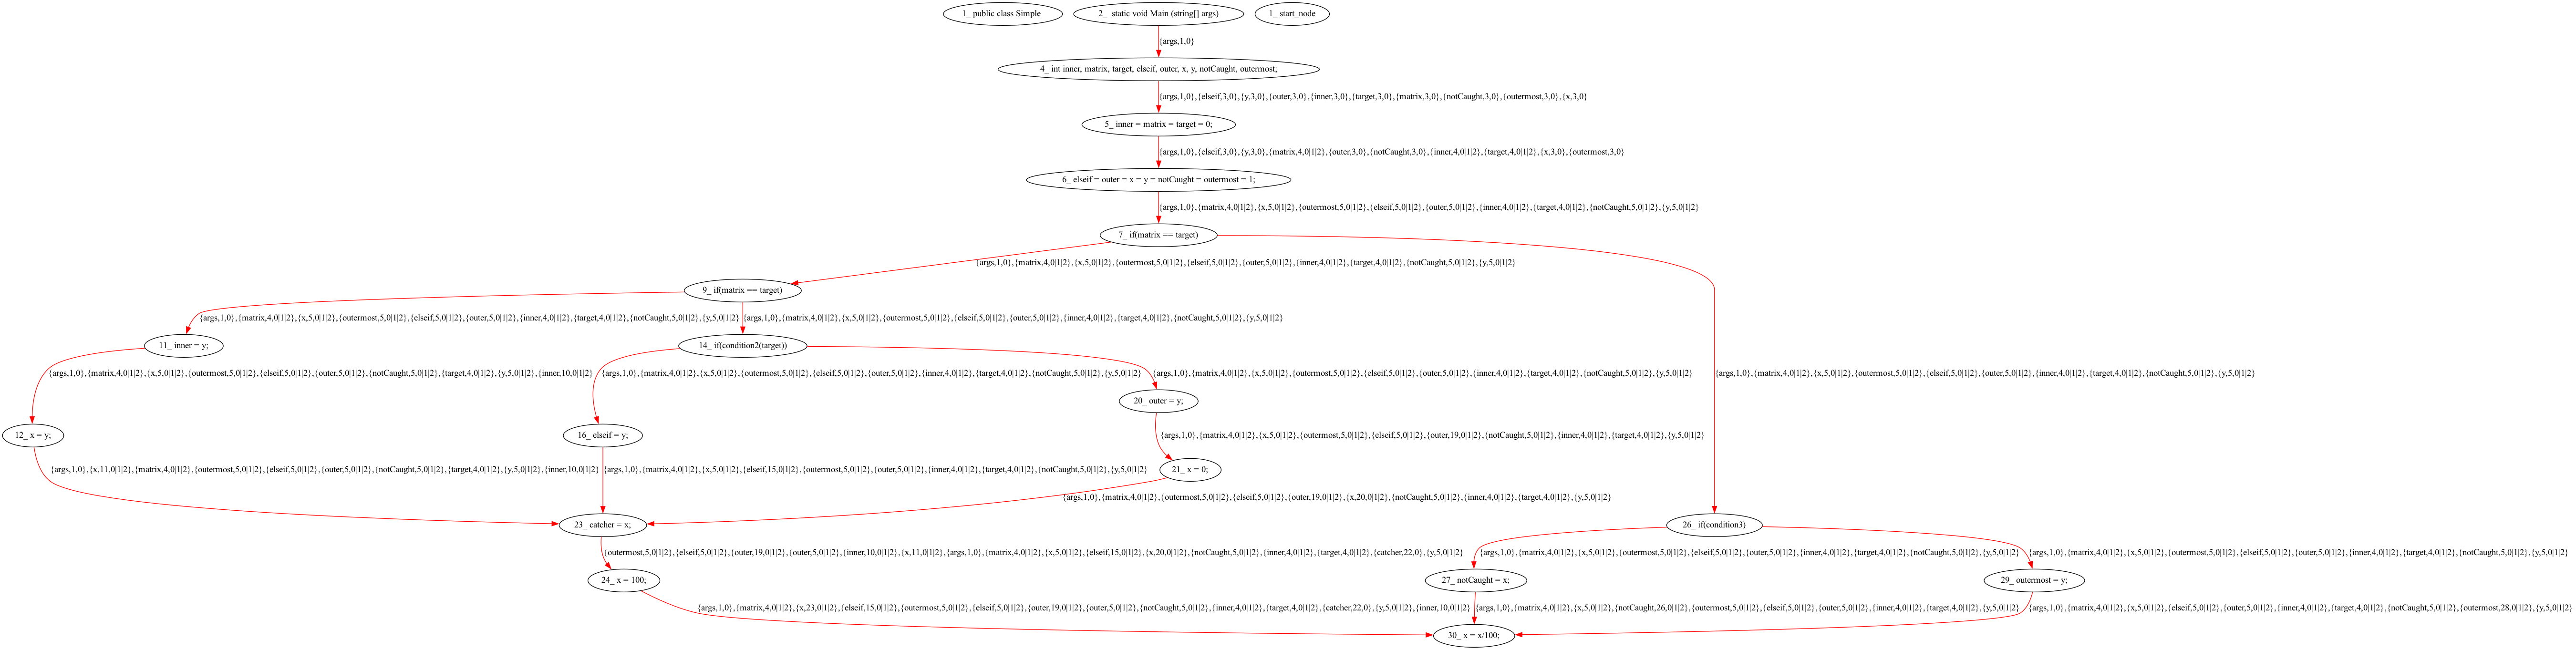 1_ public class Simple
2_  static void Main (string[] args)
1_ start_node
{args,1,0}
4_ int inner, matrix, target, elseif, outer, x, y, notCaught, outermost;
{args,1,0},{elseif,3,0},{y,3,0},{outer,3,0},{inner,3,0},{target,3,0},{matrix,3,0},{notCaught,3,0},{outermost,3,0},{x,3,0}
5_ inner = matrix = target = 0;
{args,1,0},{elseif,3,0},{y,3,0},{matrix,4,0|1|2},{outer,3,0},{notCaught,3,0},{inner,4,0|1|2},{target,4,0|1|2},{x,3,0},{outermost,3,0}
6_ elseif = outer = x = y = notCaught = outermost = 1;
{args,1,0},{matrix,4,0|1|2},{x,5,0|1|2},{outermost,5,0|1|2},{elseif,5,0|1|2},{outer,5,0|1|2},{inner,4,0|1|2},{target,4,0|1|2},{notCaught,5,0|1|2},{y,5,0|1|2}
7_ if(matrix == target)
{args,1,0},{matrix,4,0|1|2},{x,5,0|1|2},{outermost,5,0|1|2},{elseif,5,0|1|2},{outer,5,0|1|2},{inner,4,0|1|2},{target,4,0|1|2},{notCaught,5,0|1|2},{y,5,0|1|2}
9_ if(matrix == target)
{args,1,0},{matrix,4,0|1|2},{x,5,0|1|2},{outermost,5,0|1|2},{elseif,5,0|1|2},{outer,5,0|1|2},{inner,4,0|1|2},{target,4,0|1|2},{notCaught,5,0|1|2},{y,5,0|1|2}
{args,1,0},{matrix,4,0|1|2},{x,5,0|1|2},{outermost,5,0|1|2},{elseif,5,0|1|2},{outer,5,0|1|2},{inner,4,0|1|2},{target,4,0|1|2},{notCaught,5,0|1|2},{y,5,0|1|2}
11_ inner = y;
14_ if(condition2(target))
{args,1,0},{matrix,4,0|1|2},{x,5,0|1|2},{outermost,5,0|1|2},{elseif,5,0|1|2},{outer,5,0|1|2},{notCaught,5,0|1|2},{target,4,0|1|2},{y,5,0|1|2},{inner,10,0|1|2}
{args,1,0},{matrix,4,0|1|2},{x,5,0|1|2},{outermost,5,0|1|2},{elseif,5,0|1|2},{outer,5,0|1|2},{inner,4,0|1|2},{target,4,0|1|2},{notCaught,5,0|1|2},{y,5,0|1|2}
{args,1,0},{matrix,4,0|1|2},{x,5,0|1|2},{outermost,5,0|1|2},{elseif,5,0|1|2},{outer,5,0|1|2},{inner,4,0|1|2},{target,4,0|1|2},{notCaught,5,0|1|2},{y,5,0|1|2}
{args,1,0},{matrix,4,0|1|2},{x,5,0|1|2},{outermost,5,0|1|2},{elseif,5,0|1|2},{outer,5,0|1|2},{inner,4,0|1|2},{target,4,0|1|2},{notCaught,5,0|1|2},{y,5,0|1|2}
20_ outer = y;
12_ x = y;
16_ elseif = y;
{args,1,0},{matrix,4,0|1|2},{x,5,0|1|2},{outermost,5,0|1|2},{elseif,5,0|1|2},{outer,19,0|1|2},{notCaught,5,0|1|2},{inner,4,0|1|2},{target,4,0|1|2},{y,5,0|1|2}
{args,1,0},{x,11,0|1|2},{matrix,4,0|1|2},{outermost,5,0|1|2},{elseif,5,0|1|2},{outer,5,0|1|2},{notCaught,5,0|1|2},{target,4,0|1|2},{y,5,0|1|2},{inner,10,0|1|2}
{args,1,0},{matrix,4,0|1|2},{x,5,0|1|2},{elseif,15,0|1|2},{outermost,5,0|1|2},{outer,5,0|1|2},{inner,4,0|1|2},{target,4,0|1|2},{notCaught,5,0|1|2},{y,5,0|1|2}
21_ x = 0;
{args,1,0},{matrix,4,0|1|2},{outermost,5,0|1|2},{elseif,5,0|1|2},{outer,19,0|1|2},{x,20,0|1|2},{notCaught,5,0|1|2},{inner,4,0|1|2},{target,4,0|1|2},{y,5,0|1|2}
23_ catcher = x;
26_ if(condition3)
{outermost,5,0|1|2},{elseif,5,0|1|2},{outer,19,0|1|2},{outer,5,0|1|2},{inner,10,0|1|2},{x,11,0|1|2},{args,1,0},{matrix,4,0|1|2},{x,5,0|1|2},{elseif,15,0|1|2},{x,20,0|1|2},{notCaught,5,0|1|2},{inner,4,0|1|2},{target,4,0|1|2},{catcher,22,0},{y,5,0|1|2}
{args,1,0},{matrix,4,0|1|2},{x,5,0|1|2},{outermost,5,0|1|2},{elseif,5,0|1|2},{outer,5,0|1|2},{inner,4,0|1|2},{target,4,0|1|2},{notCaught,5,0|1|2},{y,5,0|1|2}
{args,1,0},{matrix,4,0|1|2},{x,5,0|1|2},{outermost,5,0|1|2},{elseif,5,0|1|2},{outer,5,0|1|2},{inner,4,0|1|2},{target,4,0|1|2},{notCaught,5,0|1|2},{y,5,0|1|2}
24_ x = 100;
27_ notCaught = x;
29_ outermost = y;
{args,1,0},{matrix,4,0|1|2},{x,23,0|1|2},{elseif,15,0|1|2},{outermost,5,0|1|2},{elseif,5,0|1|2},{outer,19,0|1|2},{outer,5,0|1|2},{notCaught,5,0|1|2},{inner,4,0|1|2},{target,4,0|1|2},{catcher,22,0},{y,5,0|1|2},{inner,10,0|1|2}
{args,1,0},{matrix,4,0|1|2},{x,5,0|1|2},{notCaught,26,0|1|2},{outermost,5,0|1|2},{elseif,5,0|1|2},{outer,5,0|1|2},{inner,4,0|1|2},{target,4,0|1|2},{y,5,0|1|2}
{args,1,0},{matrix,4,0|1|2},{x,5,0|1|2},{elseif,5,0|1|2},{outer,5,0|1|2},{inner,4,0|1|2},{target,4,0|1|2},{notCaught,5,0|1|2},{outermost,28,0|1|2},{y,5,0|1|2}
30_ x = x/100;